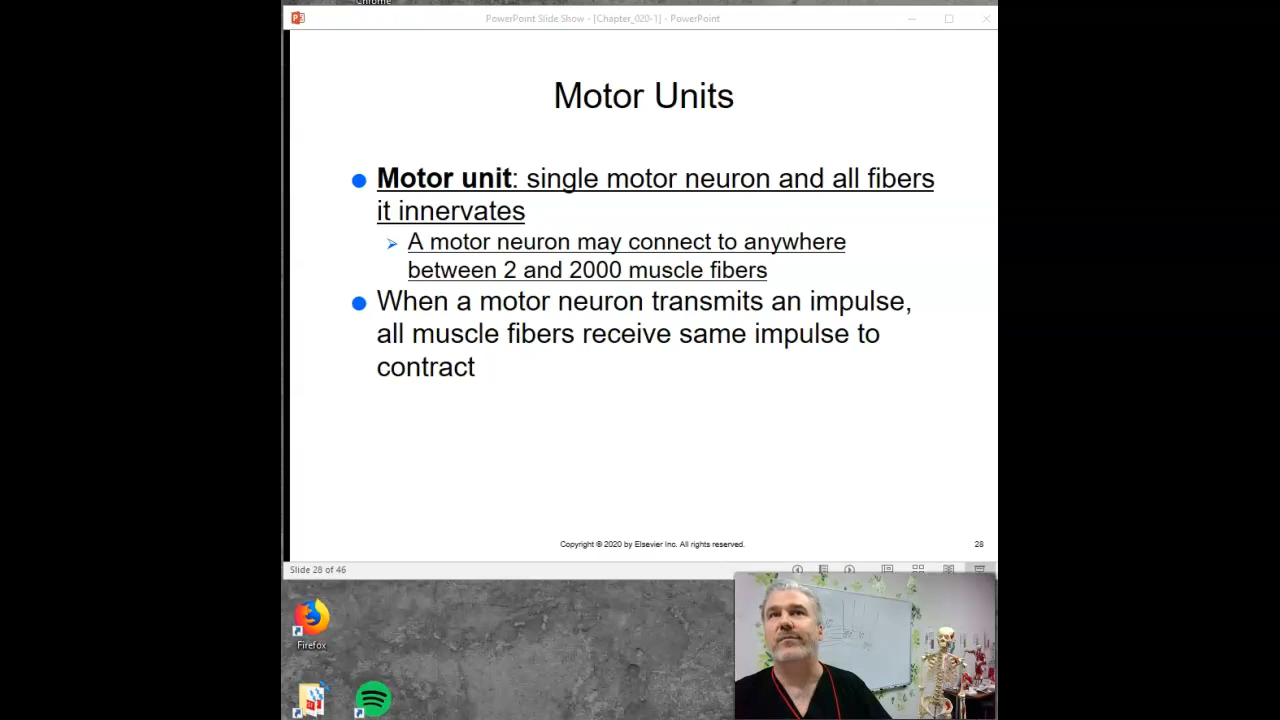 Chrome
PowerPoint Slide Show - [Chapter_020-1] - PowerPoint
Motor Units
Motor unit: single motor neuron and all fibers
it innervates
A motor neuron may connect to anywhere
between 2 and 2000 muscle fibers
When a motor neuron transmits an impulse,
all muscle fibers receive same impulse to
contract
Copyright © 2020 by Elsevier Inc. All rights reserved.
28
Slide 28 of 46
Firefox